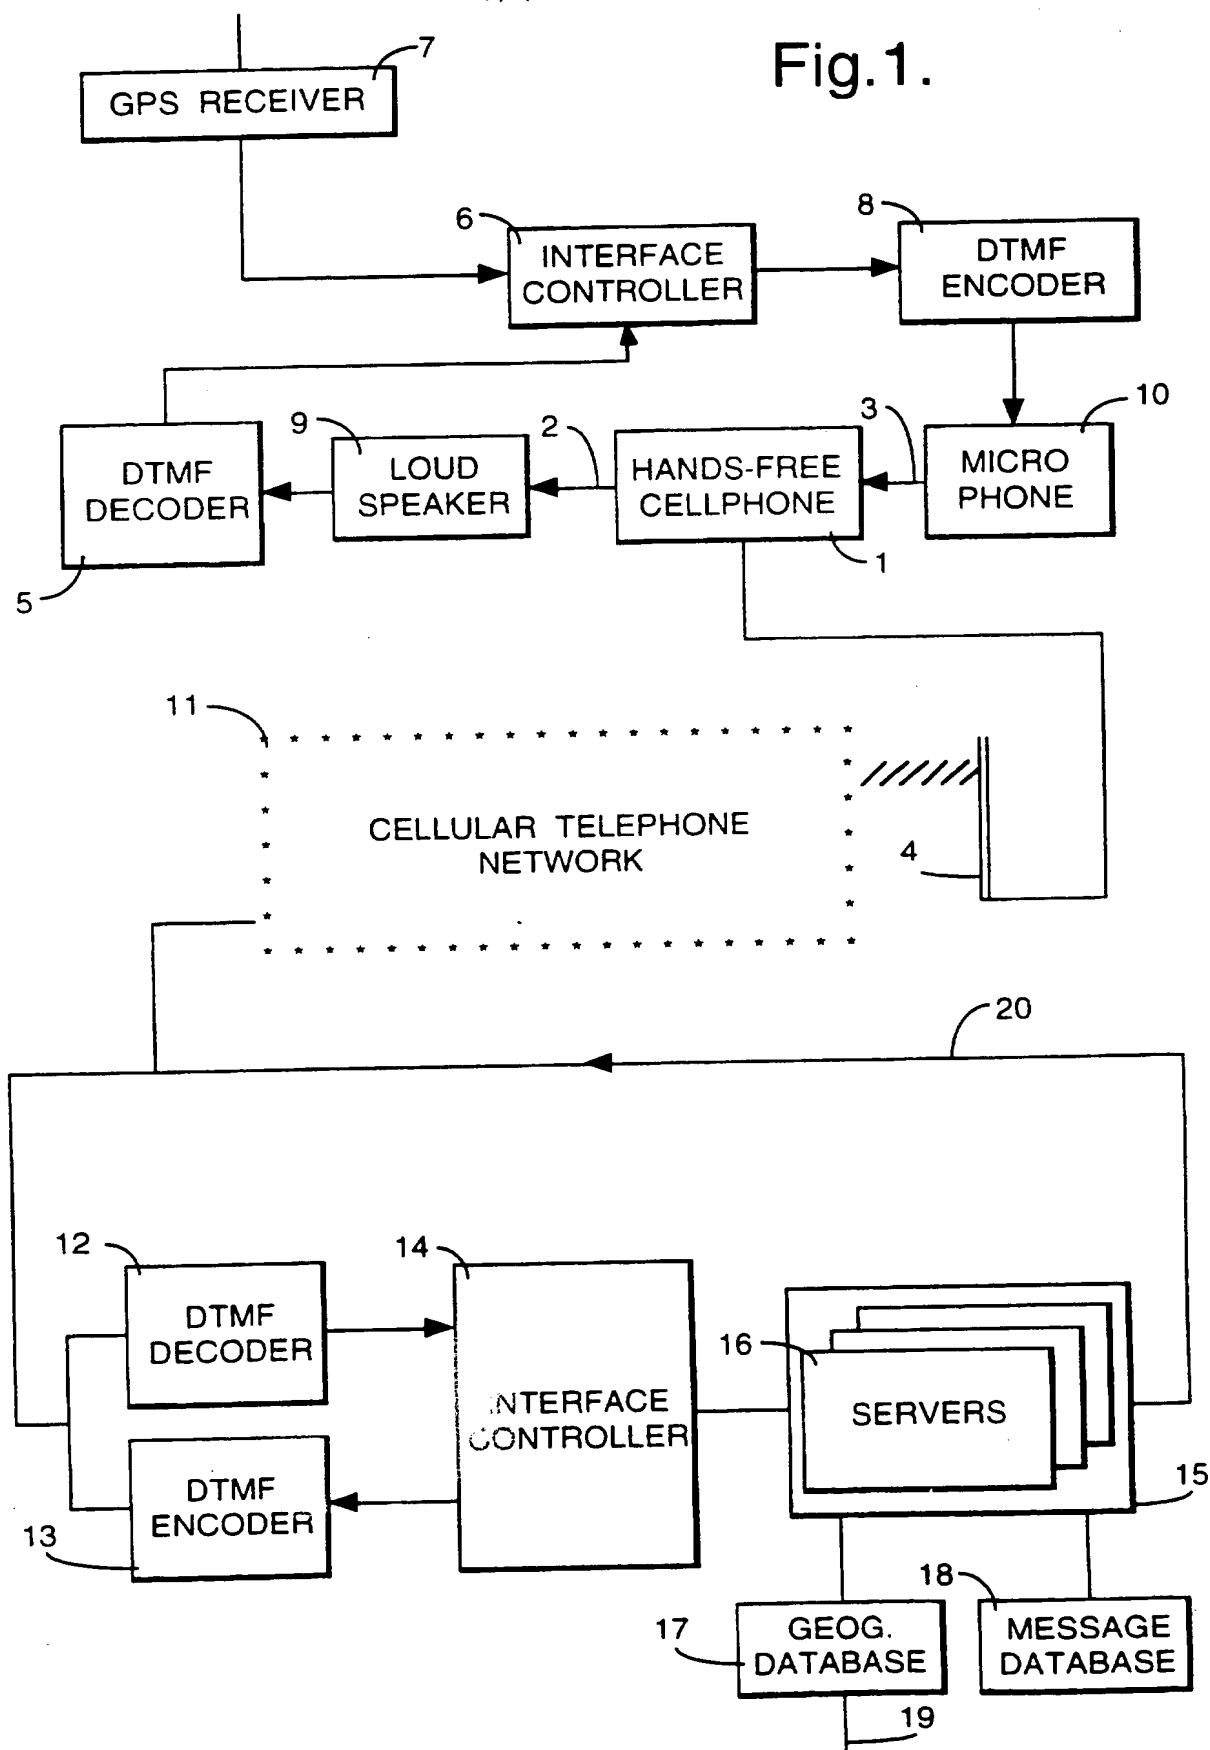 Fig.1.
7
GPS RECEIVER
6
INTERFACE
CONTROLLER
8
DTMF
ENCODER
5
DTMF
DECODER
9
LOUD
SPEAKER
2
HANDS-FREE
CELLPHONE
1
3
10
MICRO
PHONE
11
CELLULAR TELEPHONE
NETWORK
4
20
12
DTMF
DECODER
13
DTMF
ENCODER
14
INTERFACE
CONTROLLER
16
SERVERS
15
17
GEOG.
DATABASE
18
MESSAGE
DATABASE
19